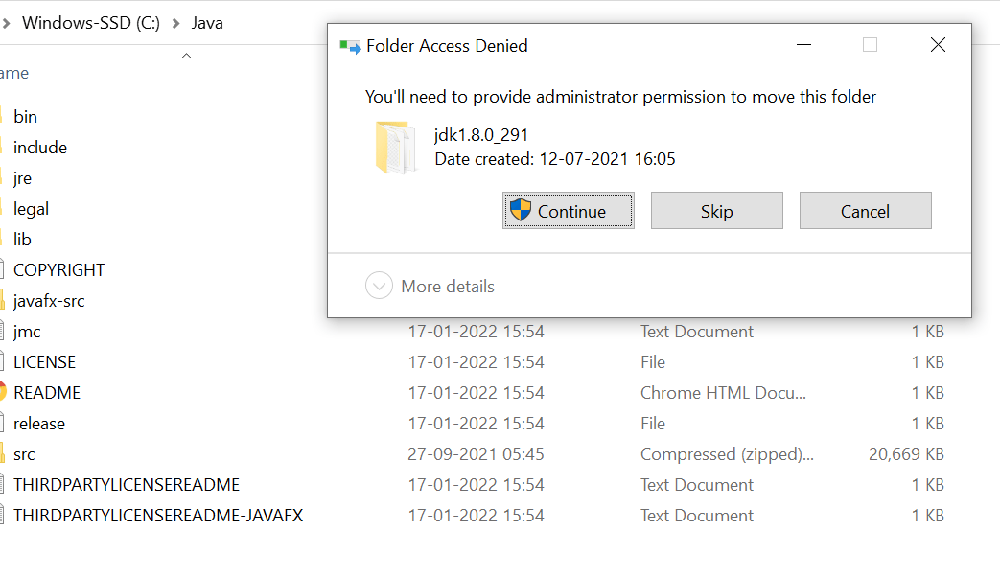 Windows-SSD (C:) > Java
Folder Access Denied
ame
You'll need to provide administrator permission to move this folder
jdk1.8.0_291
Date created: 12-07-2021 16:05
Continue Skip Cancel
More details
bin
include
jre
legal
lib
COPYRIGHT
javafx-src
jmc 17-01-2022 15:54 Text Document 1 KB
LICENSE 17-01-2022 15:54 File 1 KB
README 17-01-2022 15:54 Chrome HTML Docu... 1 KB
release 17-01-2022 15:54 File 1 KB
src 27-09-2021 05:45 Compressed (zipped)... 20,669 KB
THIRDPARTYLICENSEREADME 17-01-2022 15:54 Text Document 1 KB
THIRDPARTYLICENSEREADME-JAVAFX 17-01-2022 15:54 Text Document 1 KB